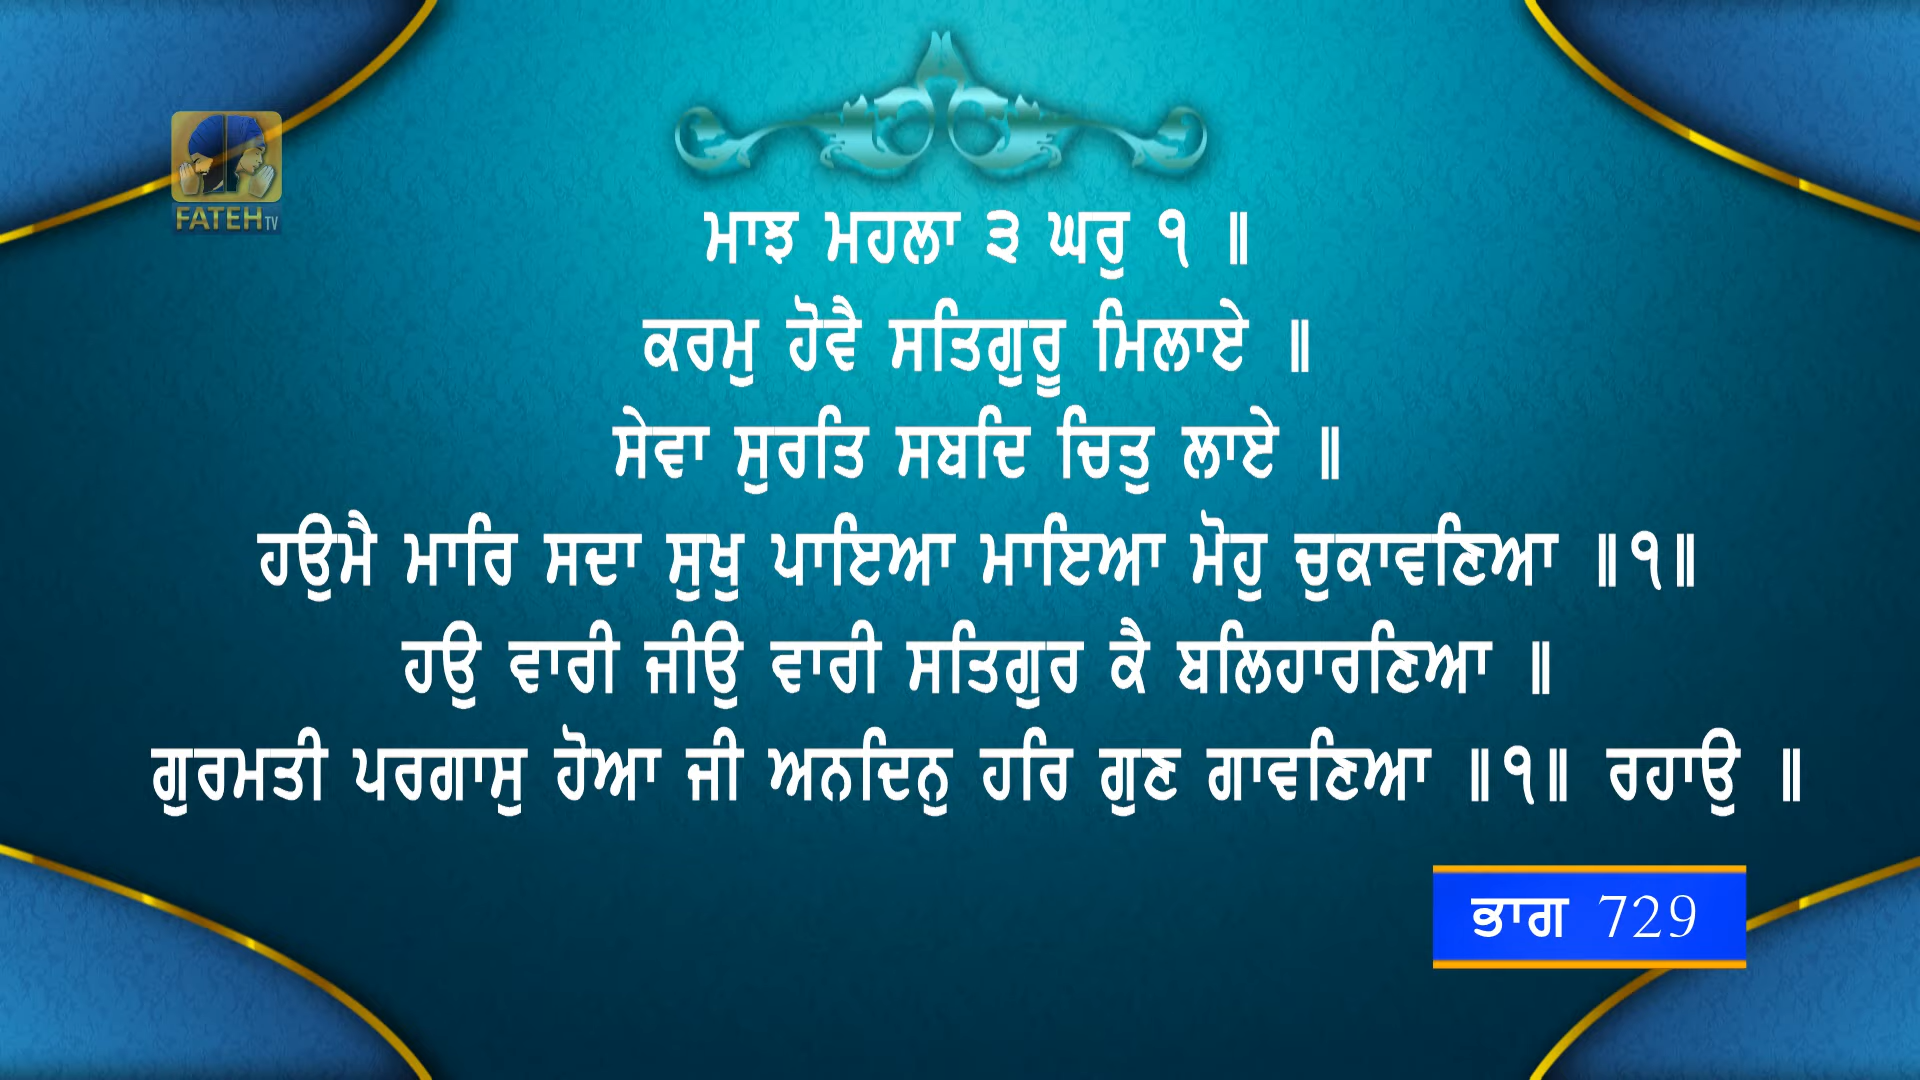 FATEH TV
ਮਾਝ ਮਹਲਾ ੩ ਘਰੁ ੧ ॥
ਕਰਮੁ ਹੋਵੈ ਸਤਿਗੁਰੂ ਮਿਲਾਏ ॥
ਸੇਵਾ ਸੁਰਤਿ ਸਬਦਿ ਚਿਤੁ ਲਾਏ ॥
ਹਉਮੈ ਮਾਰਿ ਸਦਾ ਸੁਖੁ ਪਾਇਆ ਮਾਇਆ ਮੋਹੁ ਚੁਕਾਵਣਿਆ ॥੧॥
ਹਉ ਵਾਰੀ ਜੀਉ ਵਾਰੀ ਸਤਿਗੁਰ ਕੈ ਬਲਿਹਾਰਣਿਆ ॥
ਗੁਰਮਤੀ ਪਰਗਾਸੁ ਹੋਆ ਜੀ ਅਨਦਿਨੁ ਹਰਿ ਗੁਣ ਗਾਵਣਿਆ ॥੧॥ ਰਹਾਉ ॥
ਭਾਗ 729